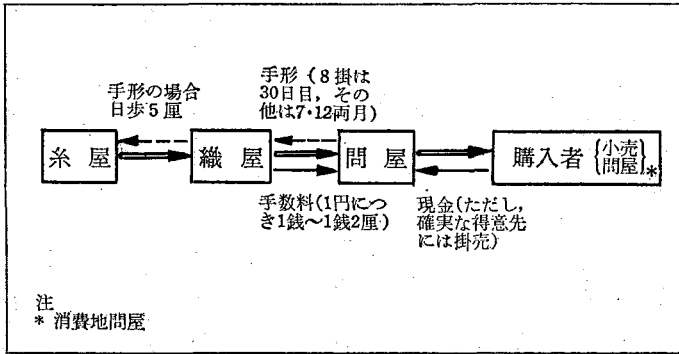 手形の場合
日歩5厘
手形(8掛は
30日目,その
他は7・12両月)
糸屋
織屋
問屋
購入者{小売
問屋}*
手数料(1円につ
き1銭〜1銭2厘)
現金(ただし,
確実な得意先
には掛売)
注
* 消費地問屋